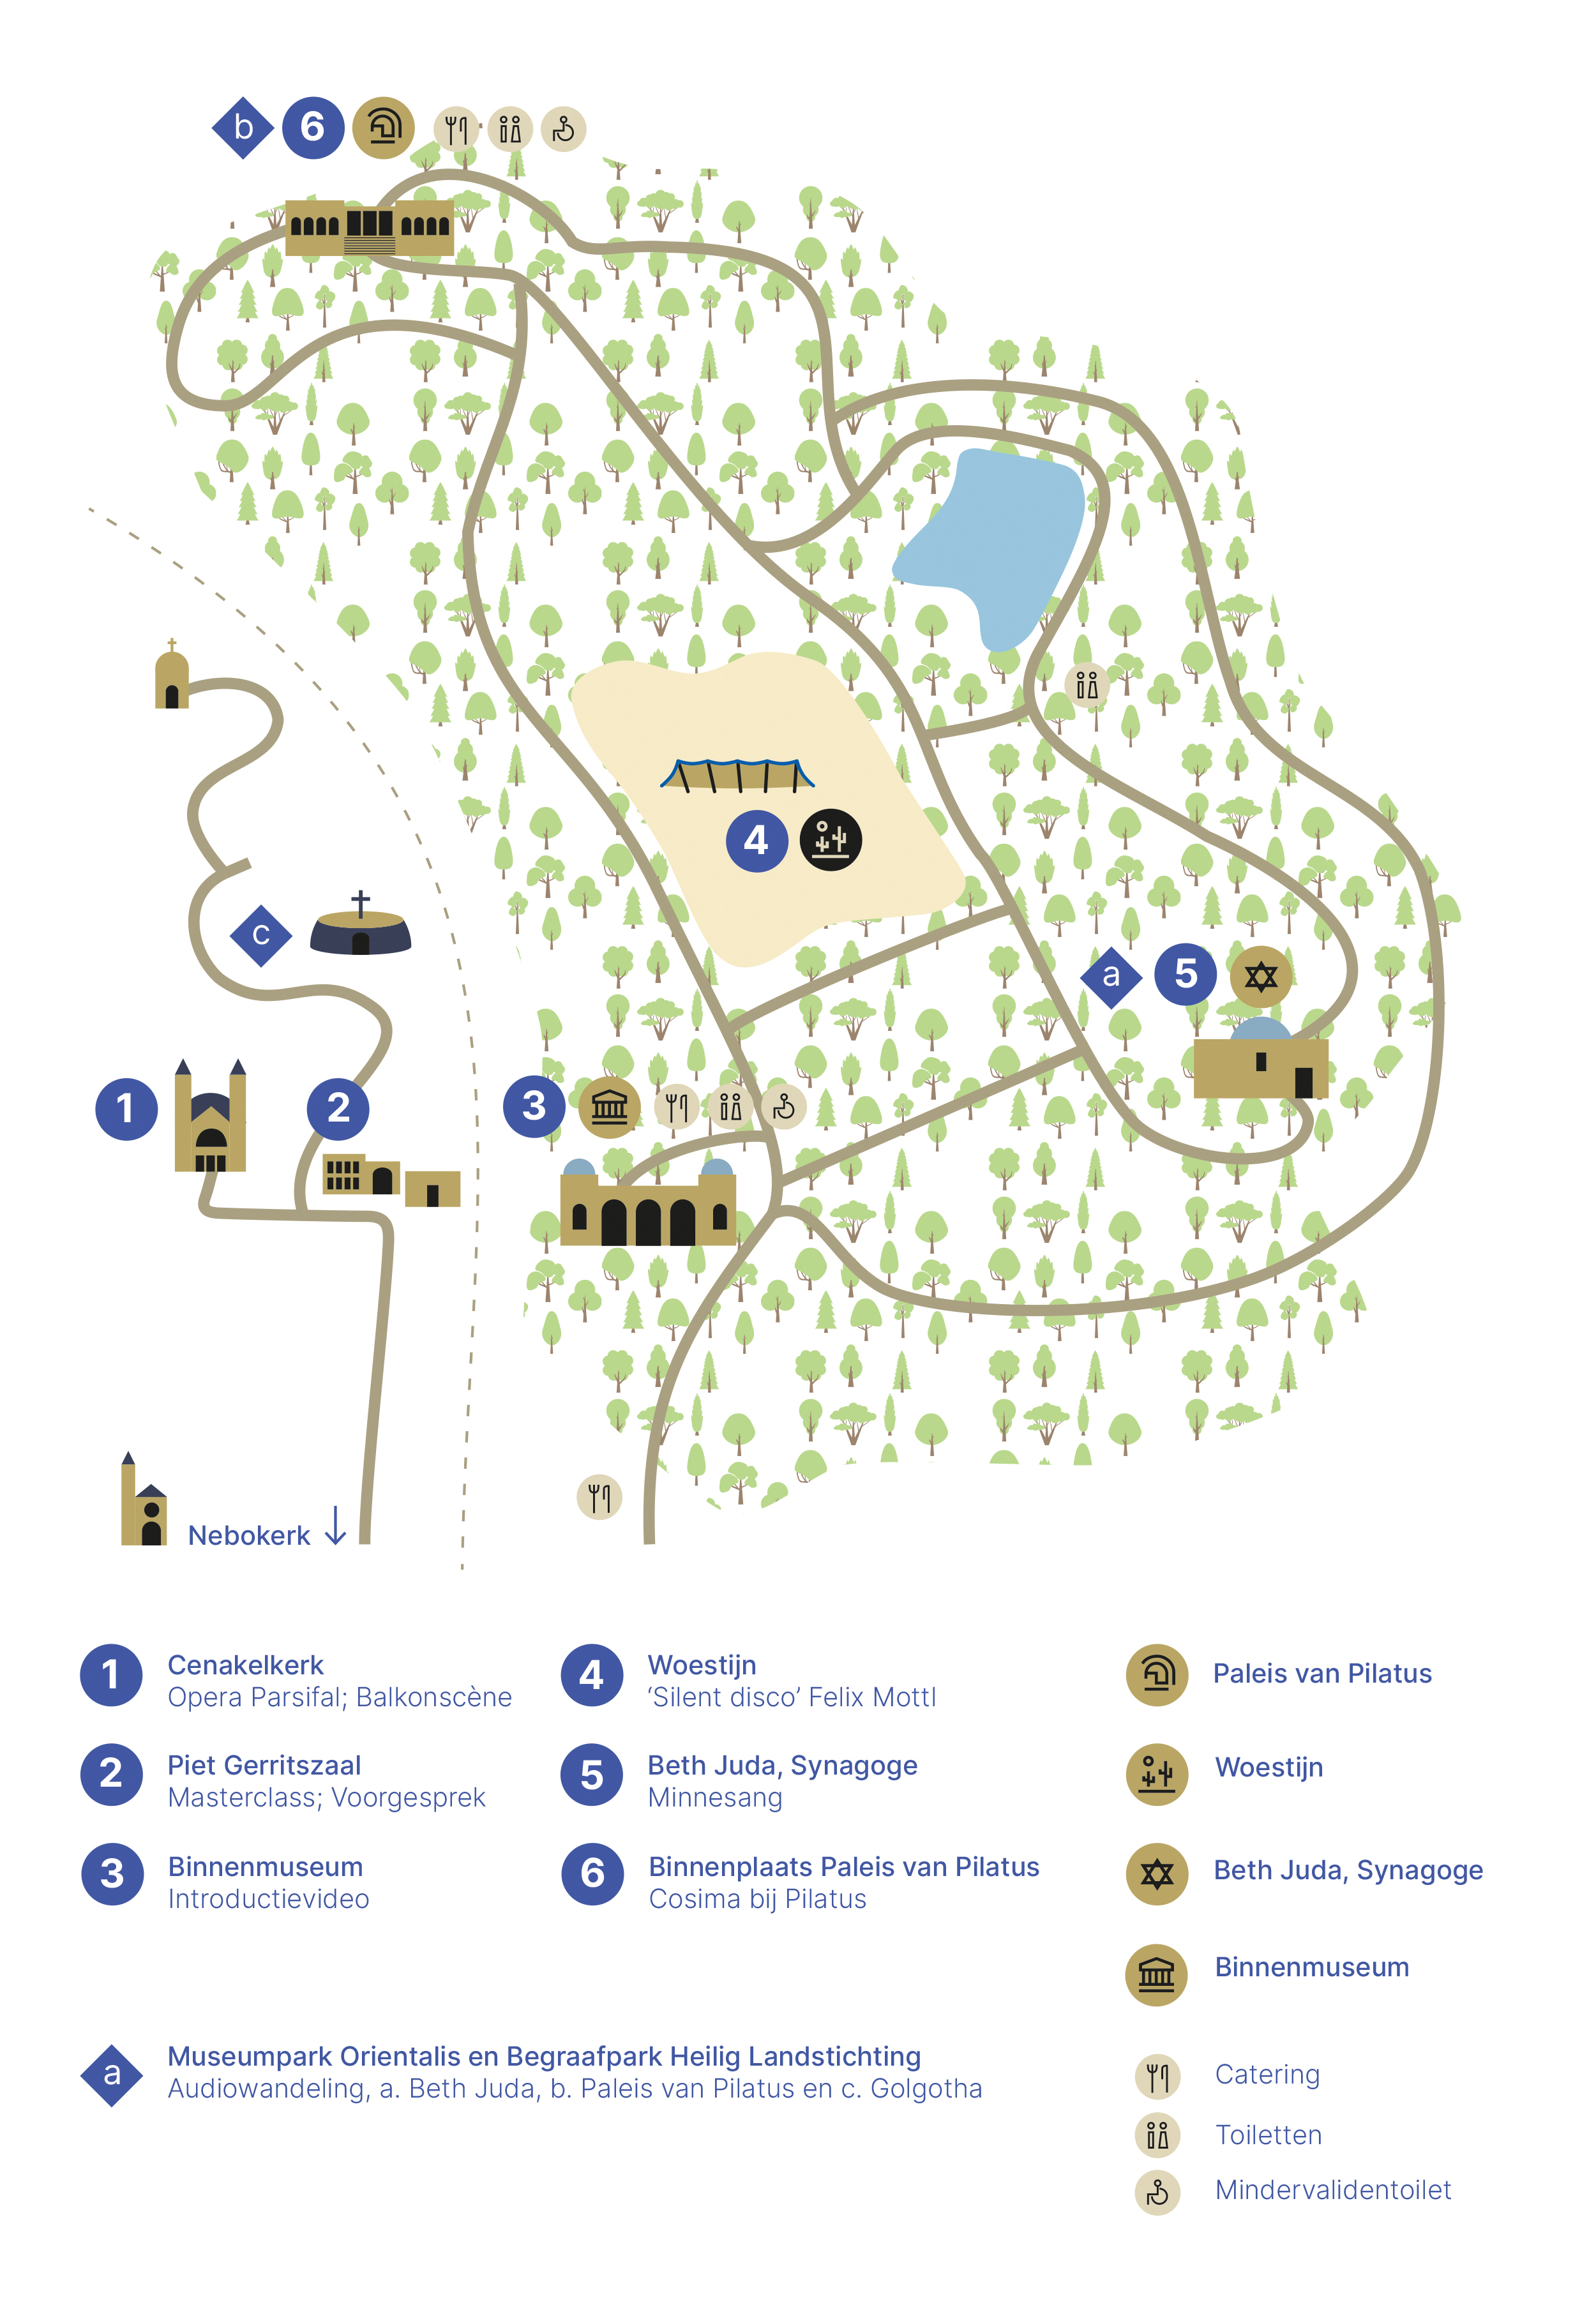 b 6
4
c
a 5
1 2 3
Nebokerk ↓
1 Cenakelkerk
Opera Parsifal; Balkonscène
2 Piet Gerritszaal
Masterclass; Voorgesprek
3 Binnenmuseum
Introductievideo
4 Woestijn
‘Silent disco’ Felix Mottl
5 Beth Juda, Synagoge
Minnesang
6 Binnenplaats Paleis van Pilatus
Cosima bij Pilatus
a Museumpark Orientalis en Begraafpark Heilig Landstichting
Audiowandeling, a. Beth Juda, b. Paleis van Pilatus en c. Golgotha
Paleis van Pilatus
Woestijn
Beth Juda, Synagoge
Binnenmuseum
Catering
Toiletten
Mindervalidentoilet